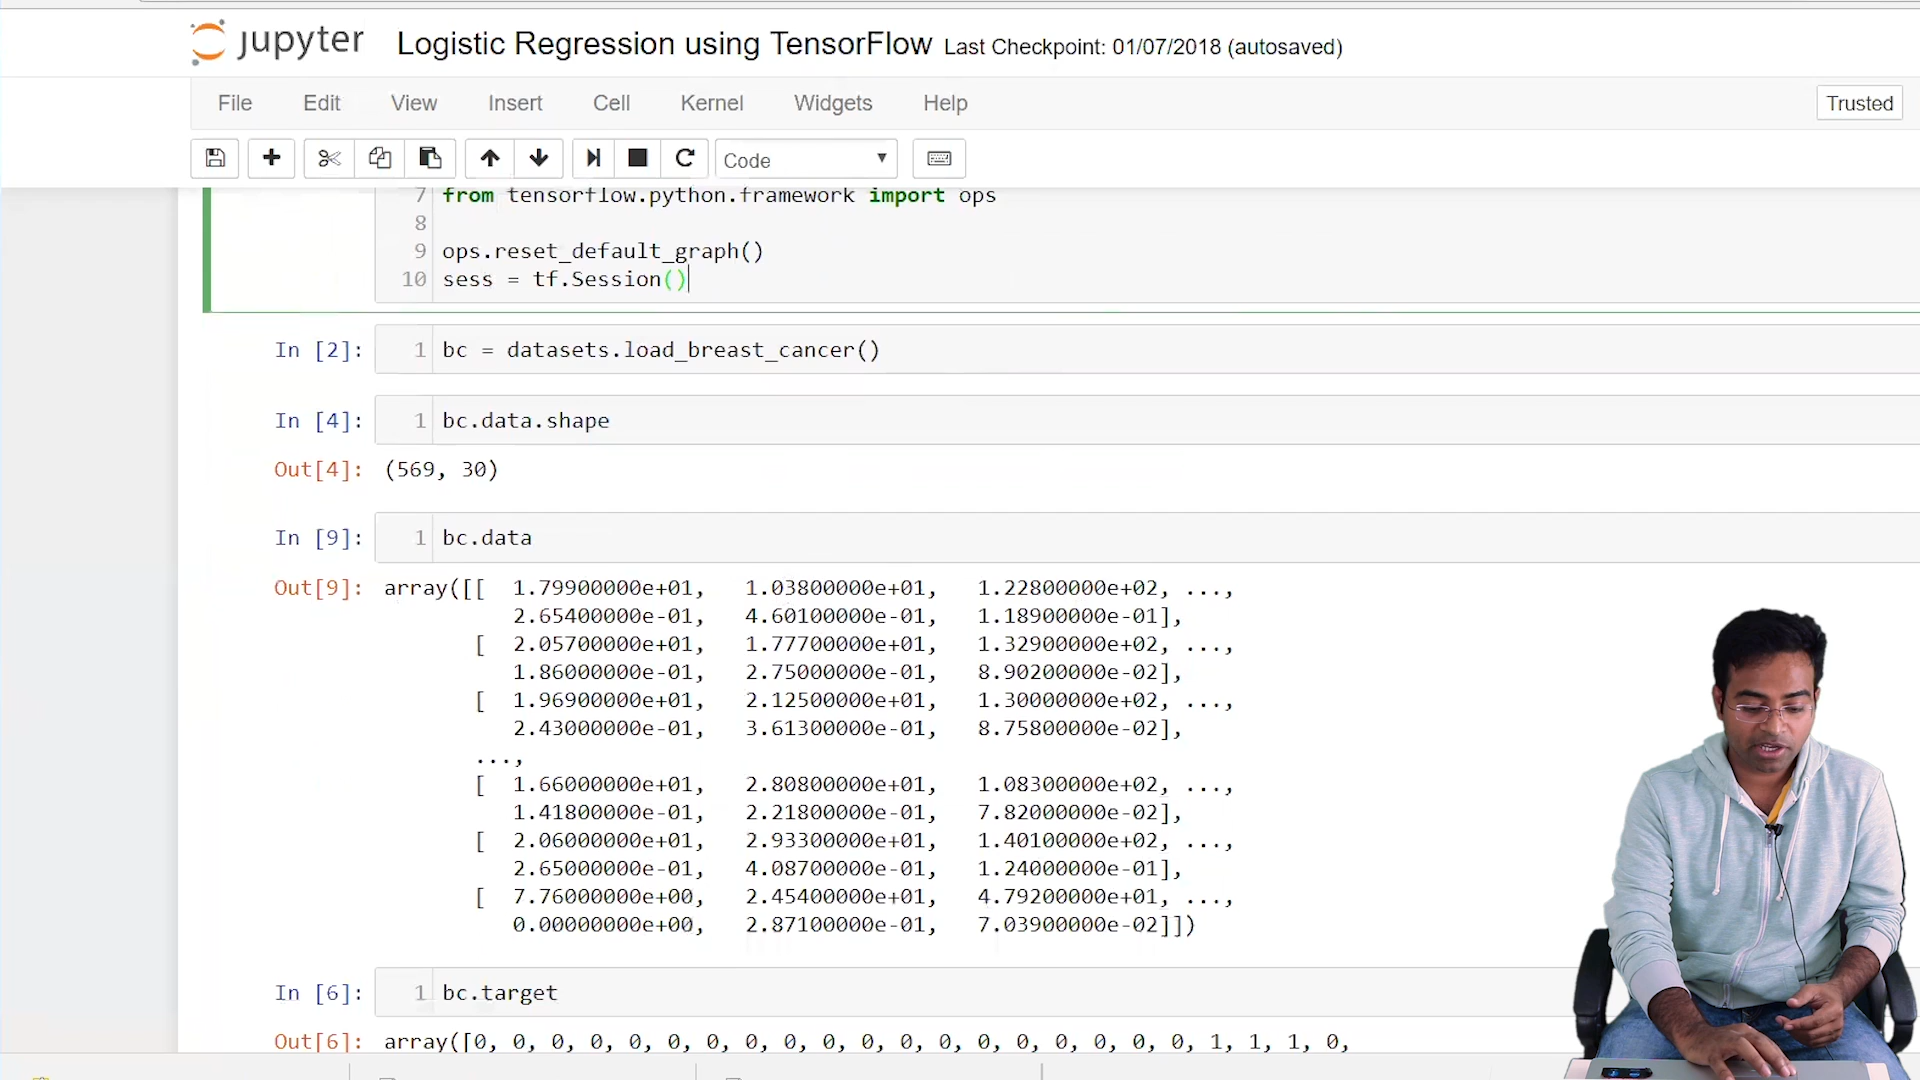 jupyter Logistic Regression using TensorFlow Last Checkpoint: 01/07/2018 (autosaved)
File Edit View Insert Cell Kernel Widgets Help Trusted
Code
7 from tensorflow.python.framework import ops
8
9 ops.reset_default_graph()
10 sess = tf.Session()
In [2]: 1 bc = datasets.load_breast_cancer()
In [4]: 1 bc.data.shape
Out[4]: (569, 30)
In [9]: 1 bc.data
Out[9]: array([[ 1.79900000e+01, 1.03800000e+01, 1.22800000e+02, ...,
2.65400000e-01, 4.60100000e-01, 1.18900000e-01],
[ 2.05700000e+01, 1.77700000e+01, 1.32900000e+02, ...,
1.86000000e-01, 2.75000000e-01, 8.90200000e-02],
[ 1.96900000e+01, 2.12500000e+01, 1.30000000e+02, ...,
2.43000000e-01, 3.61300000e-01, 8.75800000e-02],
...,
[ 1.66000000e+01, 2.80800000e+01, 1.08300000e+02, ...,
1.41800000e-01, 2.21800000e-01, 7.82000000e-02],
[ 2.06000000e+01, 2.93300000e+01, 1.40100000e+02, ...,
2.65000000e-01, 4.08700000e-01, 1.24000000e-01],
[ 7.76000000e+00, 2.45400000e+01, 4.79200000e+01, ...,
0.00000000e+00, 2.87100000e-01, 7.03900000e-02]])
In [6]: 1 bc.target
Out[6]: array([0, 0, 0, 0, 0, 0, 0, 0, 0, 0, 0, 0, 0, 0, 0, 0, 0, 0, 0, 1, 1, 1, 0,